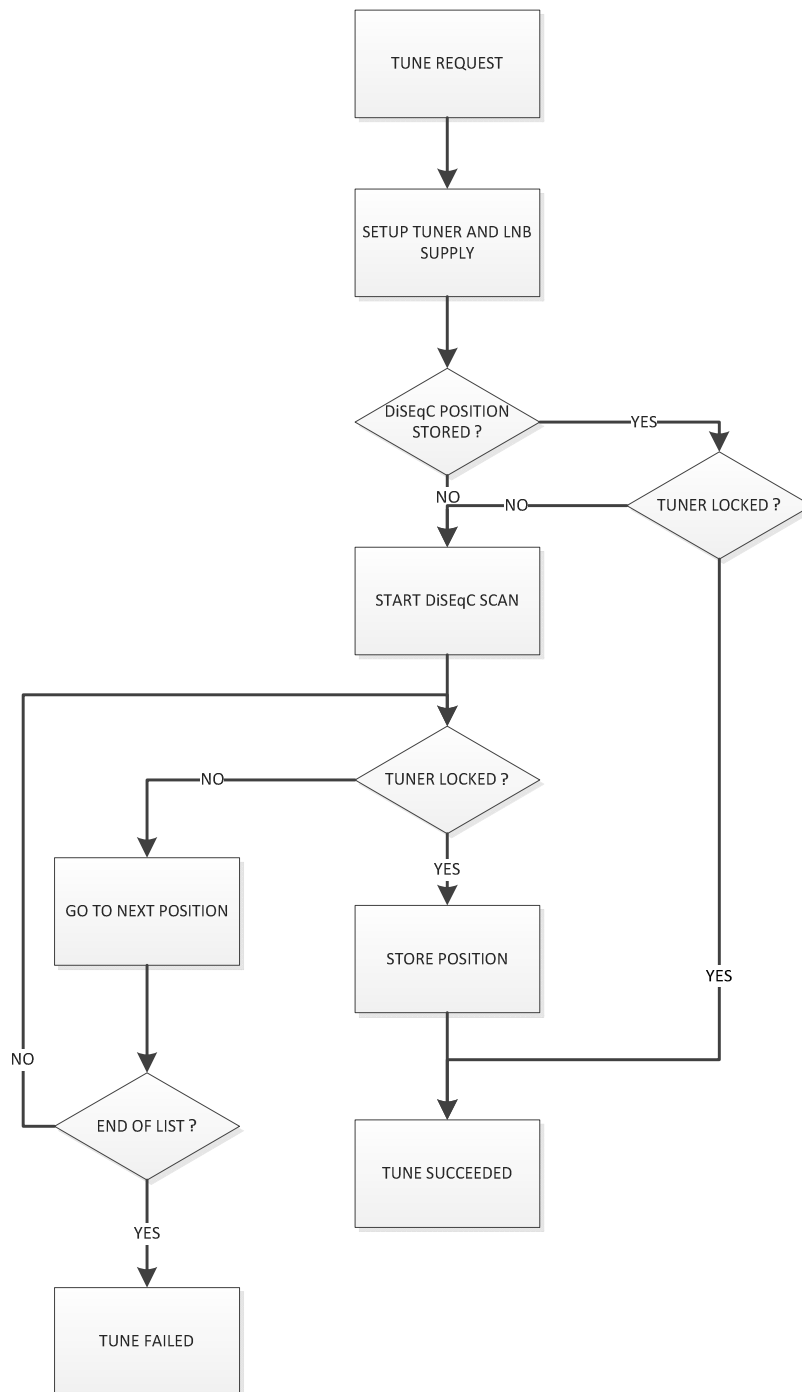 TUNE REQUEST
SETUP TUNER AND LNB
SUPPLY
DiSEqC POSITION
STORED ?
YES
NO
TUNER LOCKED ?
NO
START DiSEqC SCAN
TUNER LOCKED ?
NO
YES
GO TO NEXT POSITION
STORE POSITION
YES
NO
END OF LIST ?
TUNE SUCCEEDED
YES
TUNE FAILED